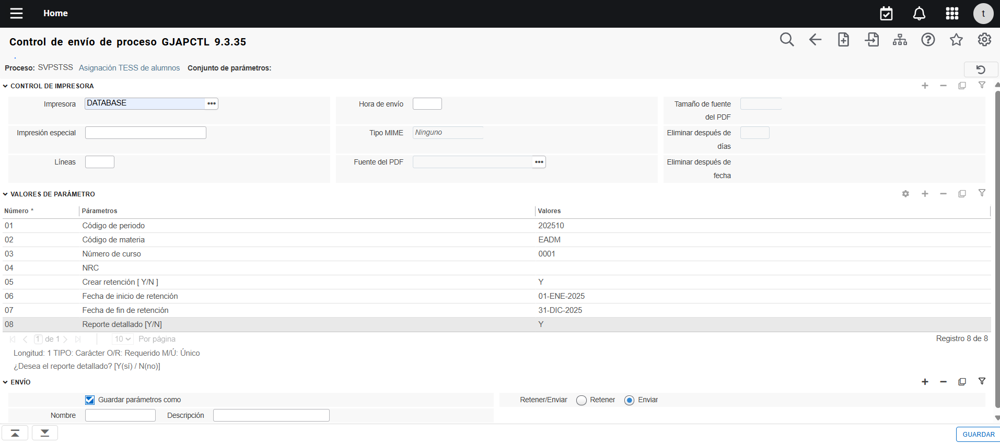 Home
t
Control de envío de proceso GJAPCTL 9.3.35
Proceso: SVPSTSS Asignación TESS de alumnos Conjunto de parámetros:
CONTROL DE IMPRESORA
Impresora DATABASE ••• Hora de envío Tamaño de fuente del PDF
Impresión especial Tipo MIME Ninguno Eliminar después de días
Líneas Fuente del PDF ••• Eliminar después de fecha
VALORES DE PARÁMETRO
Número * Párametros Valores
01 Código de periodo 202510
02 Código de materia EADM
03 Número de curso 0001
04 NRC
05 Crear retención [ Y/N ] Y
06 Fecha de inicio de retención 01-ENE-2025
07 Fecha de fin de retención 31-DIC-2025
08 Reporte detallado [Y/N] Y
1 de 1 10 Por página Registro 8 de 8
Longitud: 1 TIPO: Carácter O/R: Requerido M/Ú: Único
¿Desea el reporte detallado? [Y(sí) / N(no)]
ENVÍO
Guardar parámetros como Retener/Enviar Retener Enviar
Nombre Descripción
GUARDAR